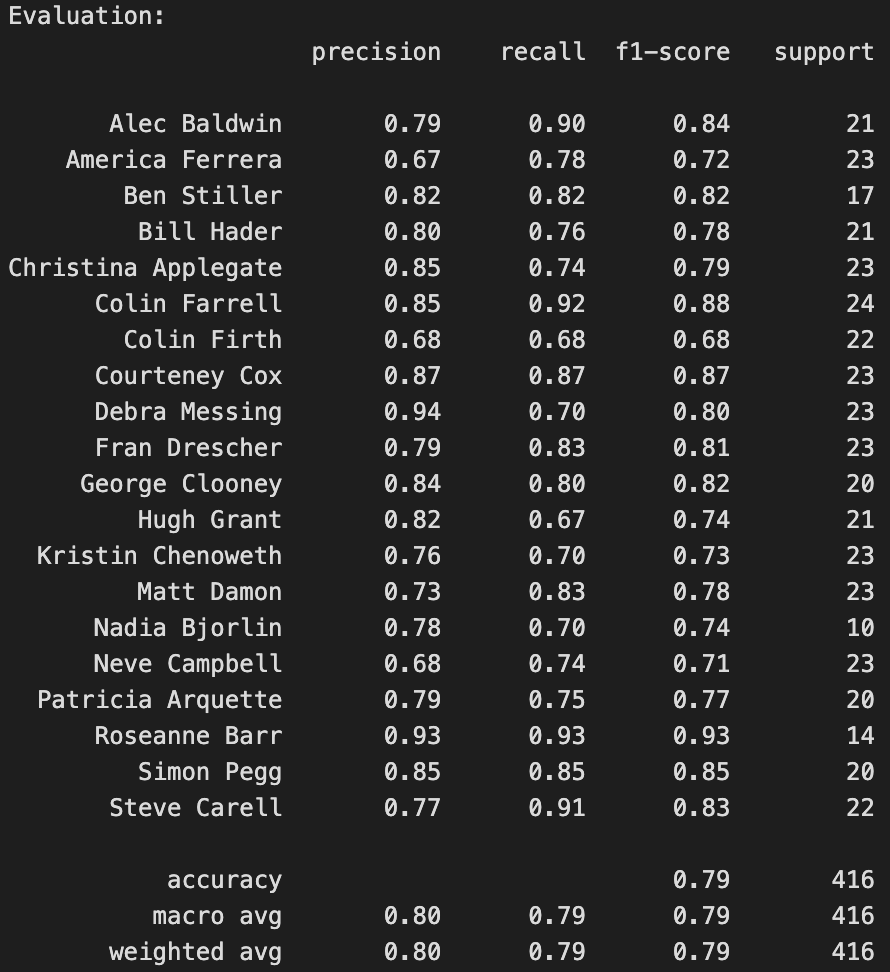 Evaluation:
precision recall f1-score support
Alec Baldwin 0.79 0.90 0.84 21
America Ferrera 0.67 0.78 0.72 23
Ben Stiller 0.82 0.82 0.82 17
Bill Hader 0.80 0.76 0.78 21
Christina Applegate 0.85 0.74 0.79 23
Colin Farrell 0.85 0.92 0.88 24
Colin Firth 0.68 0.68 0.68 22
Courteney Cox 0.87 0.87 0.87 23
Debra Messing 0.94 0.70 0.80 23
Fran Drescher 0.79 0.83 0.81 23
George Clooney 0.84 0.80 0.82 20
Hugh Grant 0.82 0.67 0.74 21
Kristin Chenoweth 0.76 0.70 0.73 23
Matt Damon 0.73 0.83 0.78 23
Nadia Bjorlin 0.78 0.70 0.74 10
Neve Campbell 0.68 0.74 0.71 23
Patricia Arquette 0.79 0.75 0.77 20
Roseanne Barr 0.93 0.93 0.93 14
Simon Pegg 0.85 0.85 0.85 20
Steve Carell 0.77 0.91 0.83 22
accuracy 0.79 416
macro avg 0.80 0.79 0.79 416
weighted avg 0.80 0.79 0.79 416